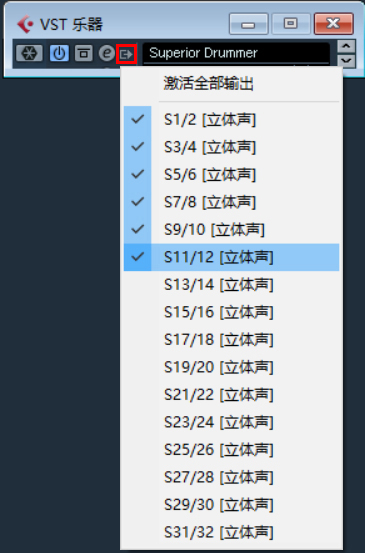 VST 乐器
e
Superior Drummer
激活全部输出
S1/2 [立体声]
S3/4 [立体声]
S5/6 [立体声]
S7/8 [立体声]
S9/10 [立体声]
S11/12 [立体声]
S13/14 [立体声]
S15/16 [立体声]
S17/18 [立体声]
S19/20 [立体声]
S21/22 [立体声]
S23/24 [立体声]
S25/26 [立体声]
S27/28 [立体声]
S29/30 [立体声]
S31/32 [立体声]